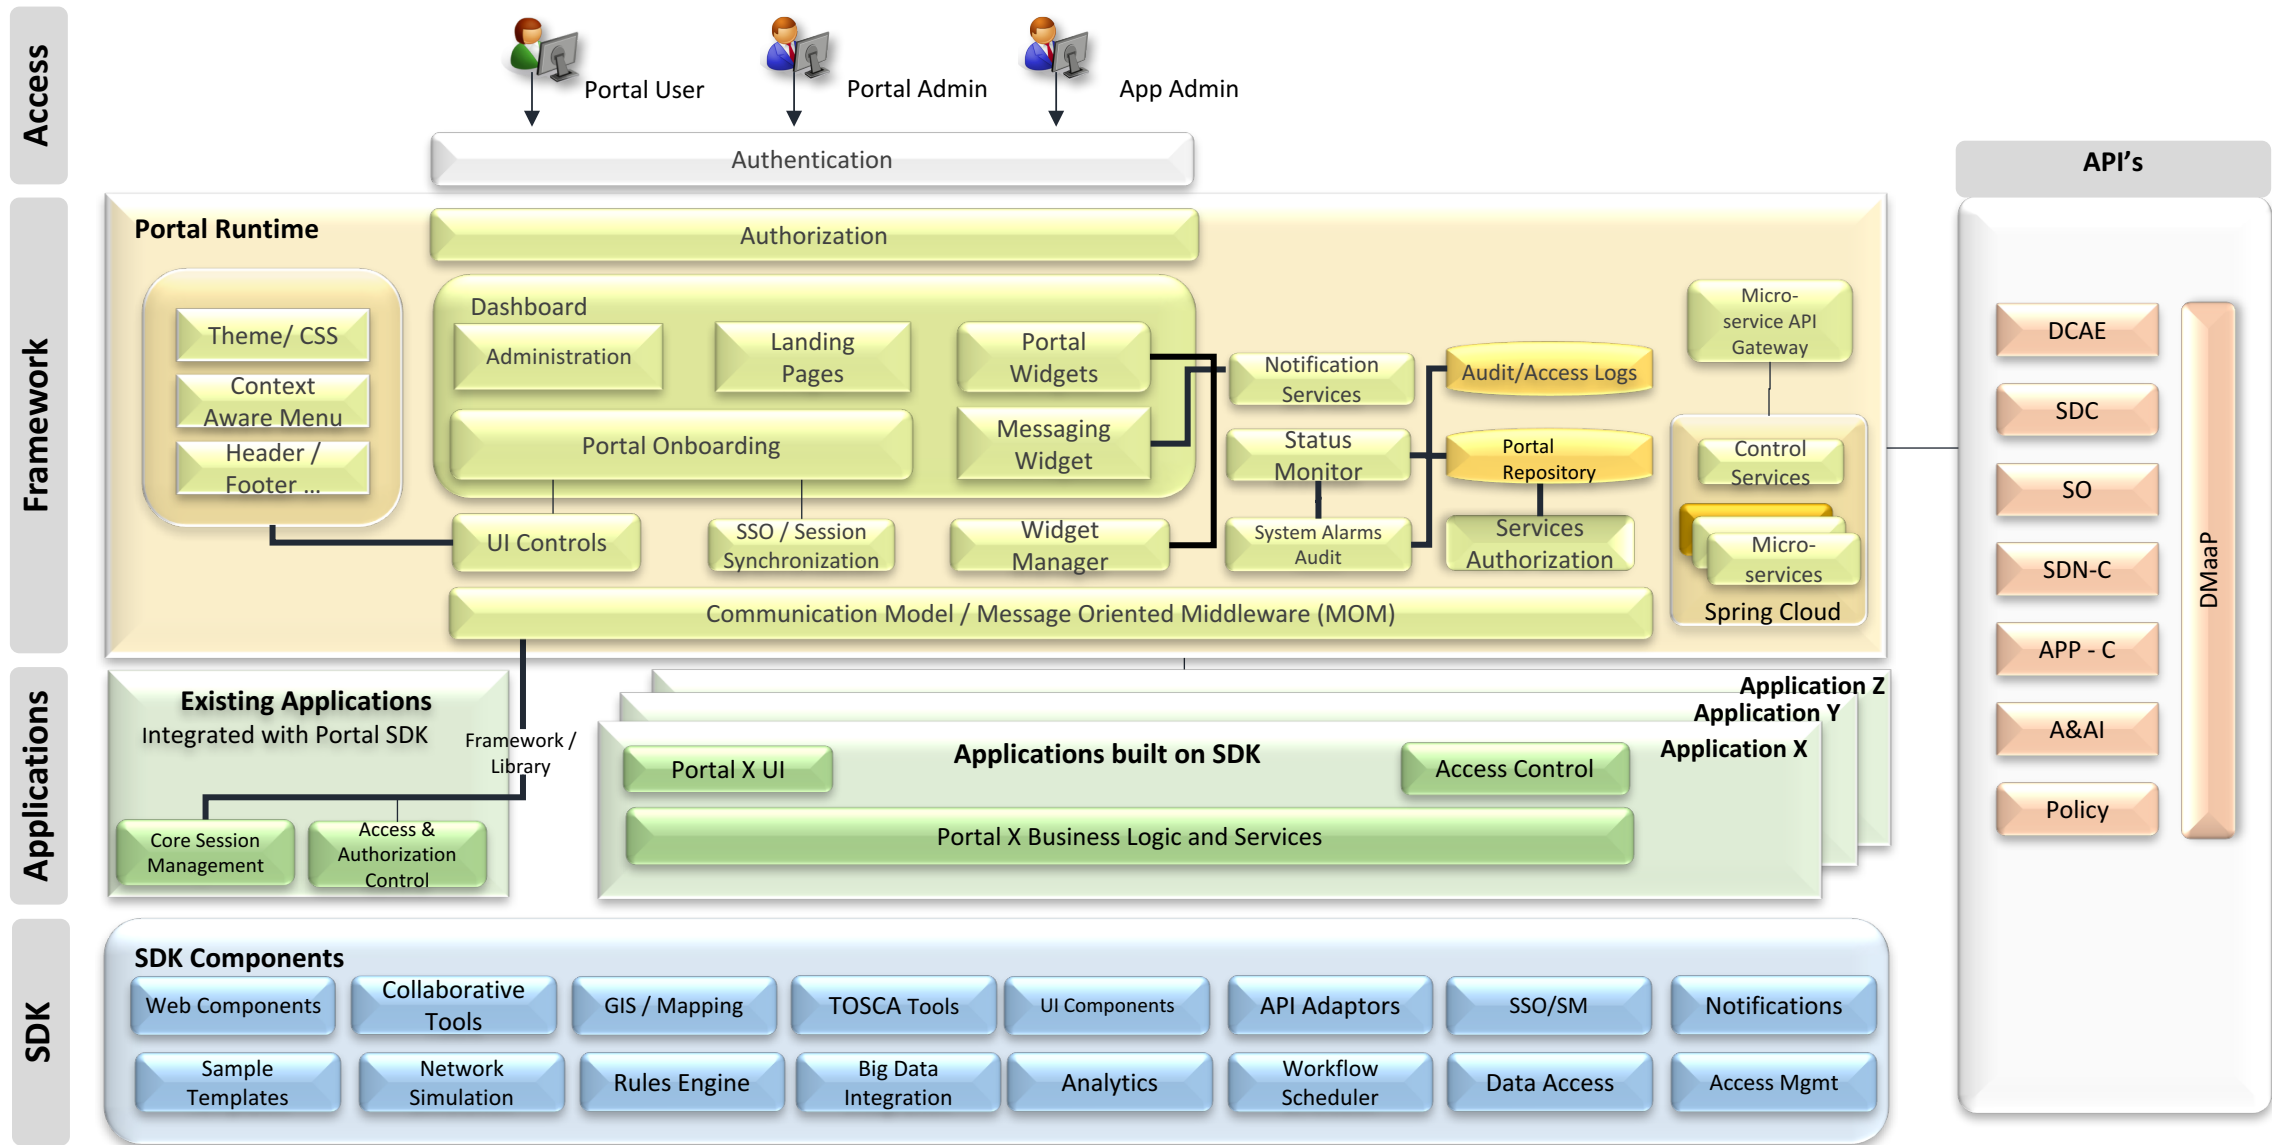 Access
Portal User
Portal Admin
App Admin
Authentication
API's
Framework
Portal Runtime
Authorization
Theme/ CSS
Context
Aware Menu
Header /
Footer ...
Dashboard
Administration
Landing
Pages
Portal
Widgets
Portal Onboarding
Messaging
Widget
UI Controls
SSO / Session
Synchronization
Widget
Manager
Notification
Services
Status
Monitor
System Alarms
Audit
Audit/Access Logs
Portal
Repository
Services
Authorization
Micro-
service API
Gateway
Control
Services
Micro-
services
Spring Cloud
Communication Model / Message Oriented Middleware (MOM)
DCAE
SDC
SO
SDN-C
APP - C
A&AI
Policy
DMaaP
Applications
Existing Applications
Integrated with Portal SDK
Framework /
Library
Core Session
Management
Access &
Authorization
Control
Application Z
Application Y
Application X
Applications built on SDK
Portal X UI
Access Control
Portal X Business Logic and Services
SDK
SDK Components
Web Components
Collaborative
Tools
GIS / Mapping
TOSCA Tools
UI Components
API Adaptors
SSO/SM
Notifications
Sample
Templates
Network
Simulation
Rules Engine
Big Data
Integration
Analytics
Workflow
Scheduler
Data Access
Access Mgmt